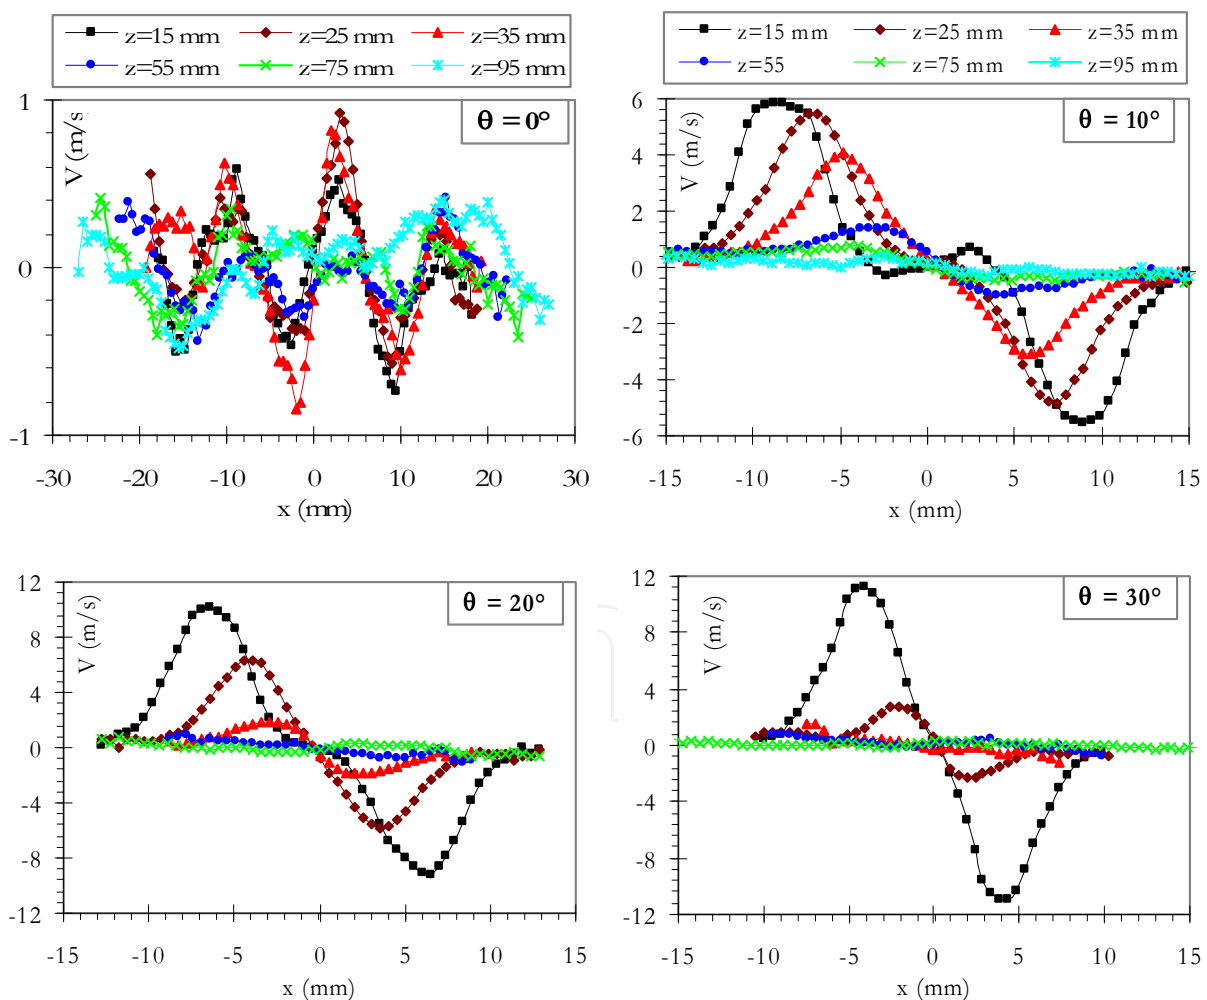 z=15 mm z=25 mm z=35 mm
z=55 mm z=75 mm z=95 mm
1
0
-1
V (m/s)
θ = 0°
-30 -20 -10 0 10 20 30
x (mm)
z=15 mm z=25 mm z=35 mm
z=55 z=75 mm z=95 mm
6
4
2
0
-2
-4
-6
V (m/s)
θ = 10°
-15 -10 -5 0 5 10 15
x (mm)
12
8
4
0
-4
-8
-12
V (m/s)
θ = 20°
-15 -10 -5 0 5 10 15
x (mm)
12
8
4
0
-4
-8
-12
V (m/s)
θ = 30°
-15 -10 -5 0 5 10 15
x (mm)